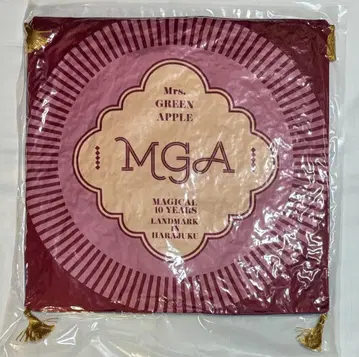 Mrs.
GREEN
APPLE
MGA
MAGICAL
10 YEARS
LANDMARK
IN
HARAJUKU